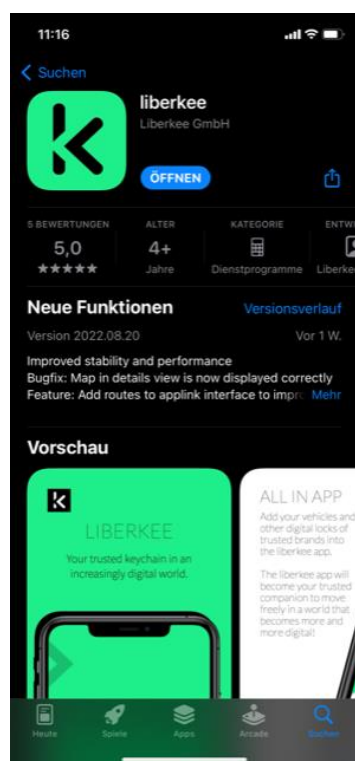 11:16
Suchen
liberkee
Liberkee GmbH
ÖFFNEN
5 BEWERTUNGEN ALTER KATEGORIE ENTW
5,0 4+
Jahre Dienstprogramme Liberke
Neue Funktionen Versionsverlauf
Version 2022.08.20 Vor 1 W.
Improved stability and performance
Bugfix: Map in details view is now displayed correctly
Feature: Add routes to applink interface to impro Mehr
Vorschau
LIBERKEE
Your trusted keychain in an
increasingly digital world.
ALL IN APP
Add your vehicles and
other digital locks of
trusted brands into
the liberkee app.
The liberkee app will
become your trusted
companion to move
freely in a world that
becomes more and
more digital!
Heute Spiele Apps Arcade Suchen